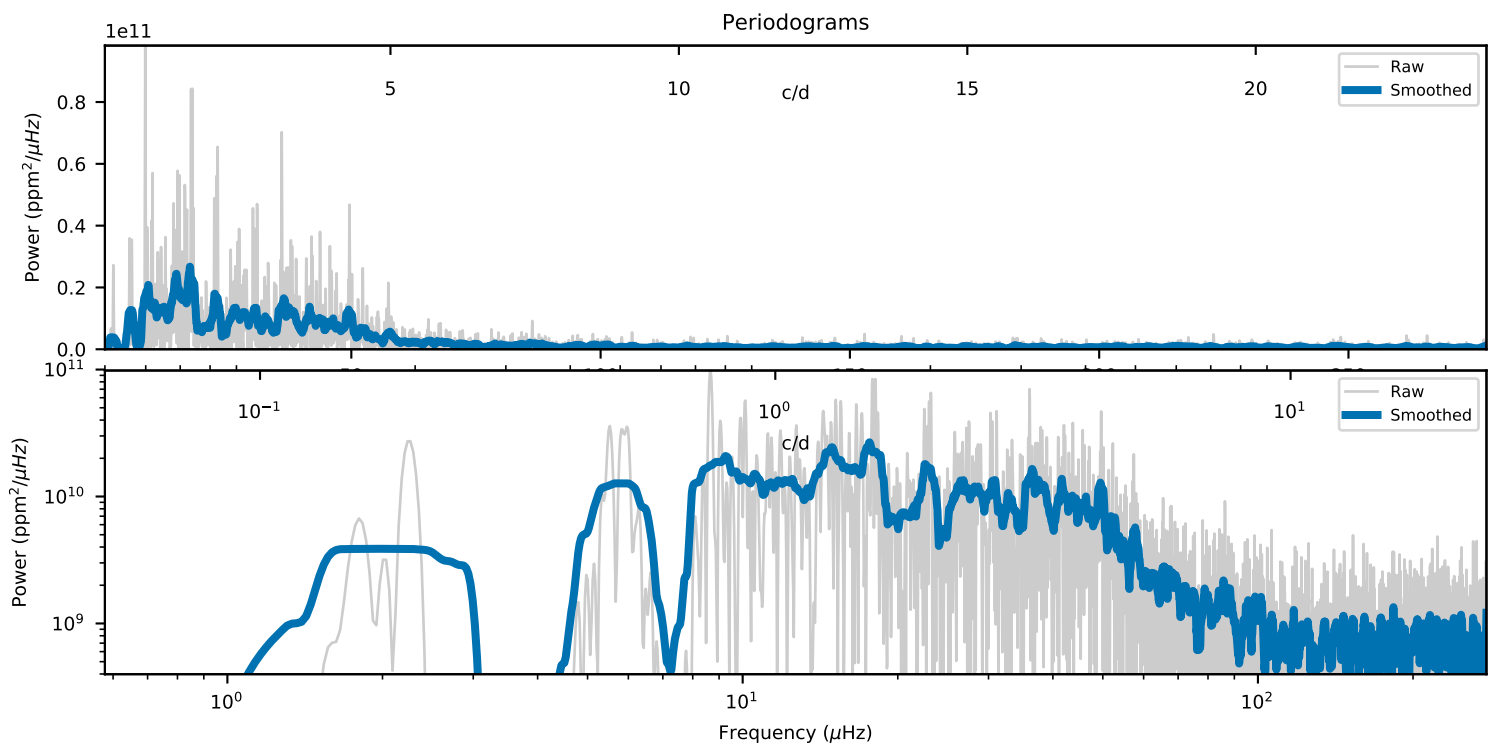 Periodograms
1e11
Raw
Smoothed
5 10 15 20
c/d
0.8
0.6
0.4
0.2
0.0
Power (ppm²/μHz)
10¹¹
10⁻¹ 10⁰ 10¹
c/d
Raw
Smoothed
10¹⁰
10⁹
Power (ppm²/μHz)
10⁰ 10¹ 10²
Frequency (μHz)